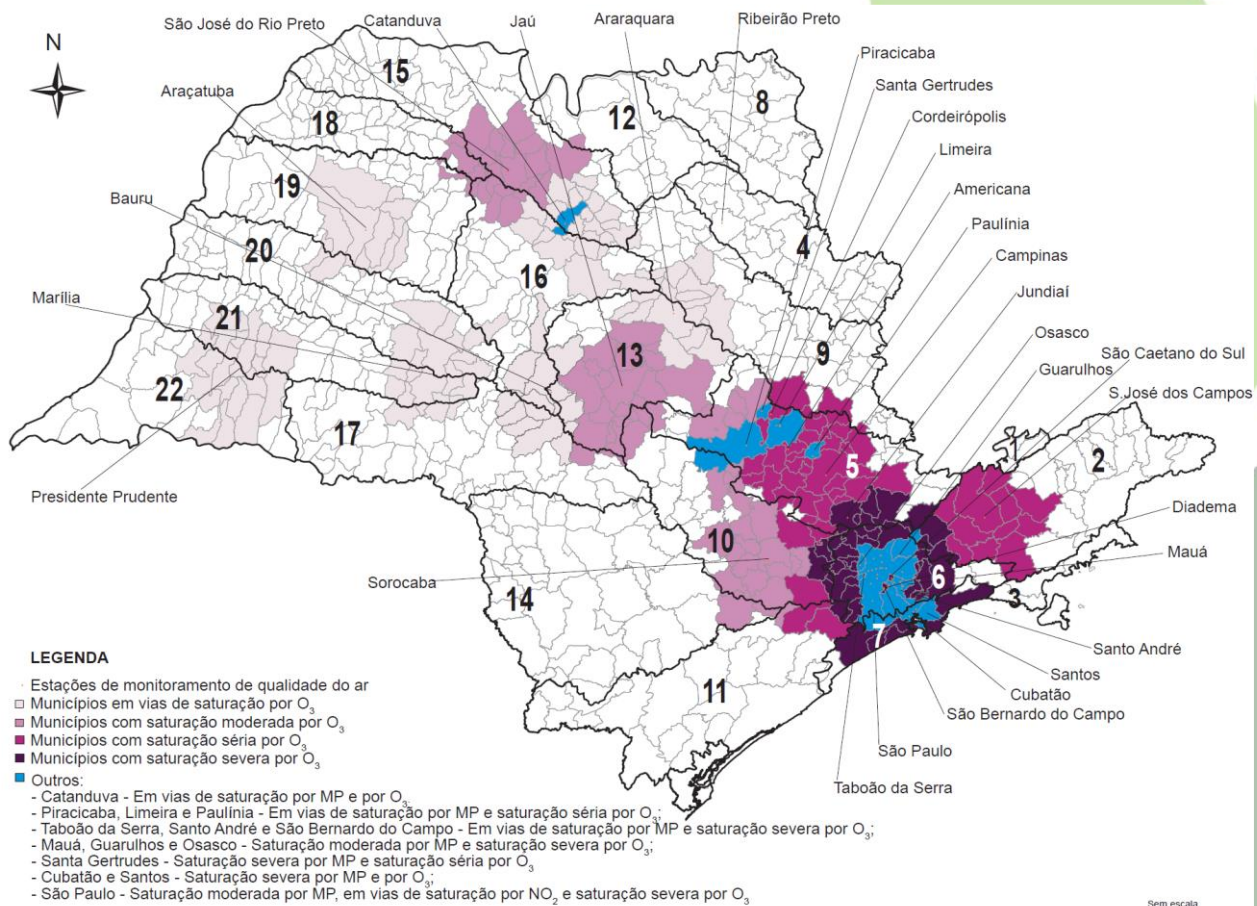 São José do Rio Preto
Catanduva
Jaú
Araraquara
Ribeirão Preto
N
Piracicaba
Santa Gertrudes
Araçatuba
Cordeirópolis
Limeira
Bauru
Americana
Paulínia
Campinas
Marília
Jundiaí
Osasco
São Caetano do Sul
Guarulhos
S.José dos Campos
Presidente Prudente
Diadema
Mauá
Sorocaba
Santo André
Santos
Cubatão
São Bernardo do Campo
São Paulo
Taboão da Serra
15
8
12
18
19
4
20
16
21
13
9
22
17
5
1
2
10
6
14
3
7
11
LEGENDA
Estações de monitoramento de qualidade do ar
Municípios em vias de saturação por O₃
Municípios com saturação moderada por O₃
Municípios com saturação séria por O₃
Municípios com saturação severa por O₃
Outros:
- Catanduva - Em vias de saturação por MP e por O₃;
- Piracicaba, Limeira e Paulínia - Em vias de saturação por MP e saturação séria por O₃;
- Taboão da Serra, Santo André e São Bernardo do Campo - Em vias de saturação por MP e saturação severa por O₃;
- Mauá, Guarulhos e Osasco - Saturação moderada por MP e saturação severa por O₃;
- Santa Gertrudes - Saturação severa por MP e saturação séria por O₃
- Cubatão e Santos - Saturação severa por MP e por O₃;
- São Paulo - Saturação moderada por MP, em vias de saturação por NO₂ e saturação severa por O₃
Sem escala